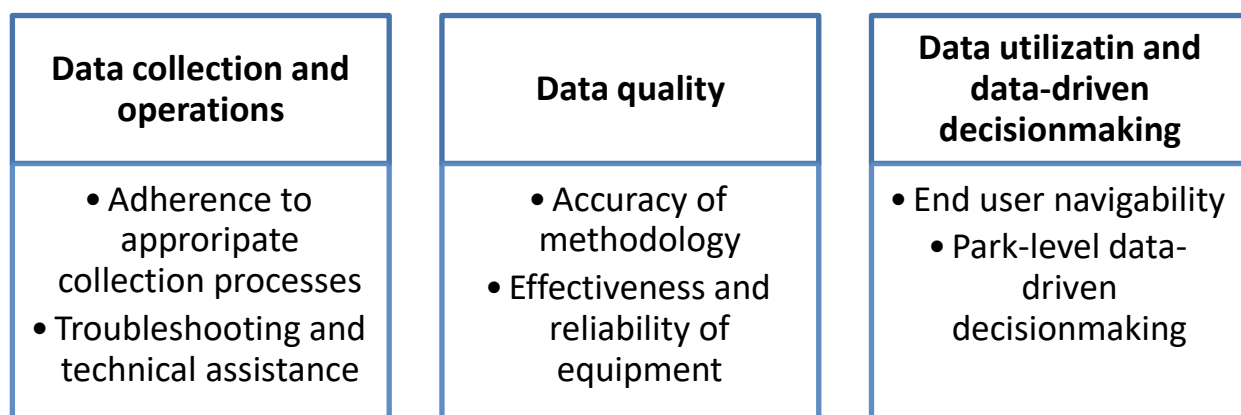 Data collection and
operations
• Adherence to
approripate
collection processes
• Troubleshooting and
technical assistance
Data quality
• Accuracy of
methodology
• Effectiveness and
reliability of
equipment
Data utilizatin and
data-driven
decisionmaking
• End user navigability
• Park-level data-
driven
decisionmaking